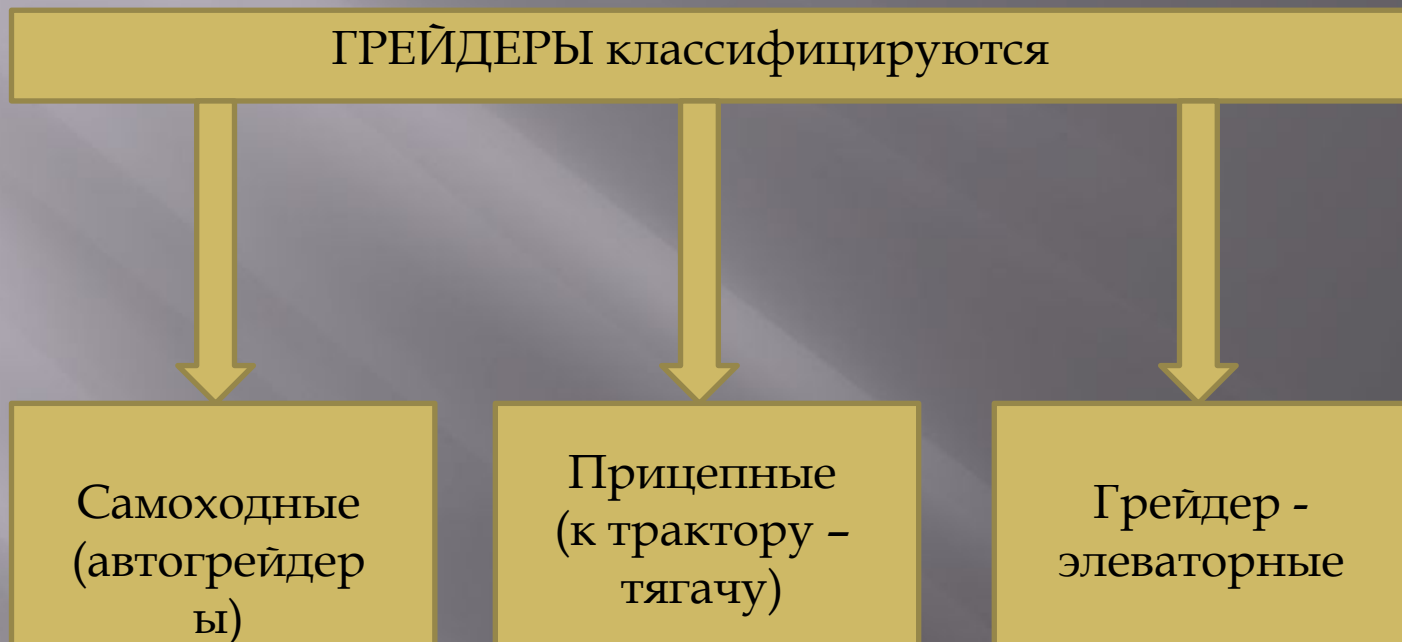 ГРЕЙДЕРЫ классифицируются
Самоходные
(автогрейдер
ы)
Прицепные
(к трактору –
тягачу)
Грейдер -
элеваторные